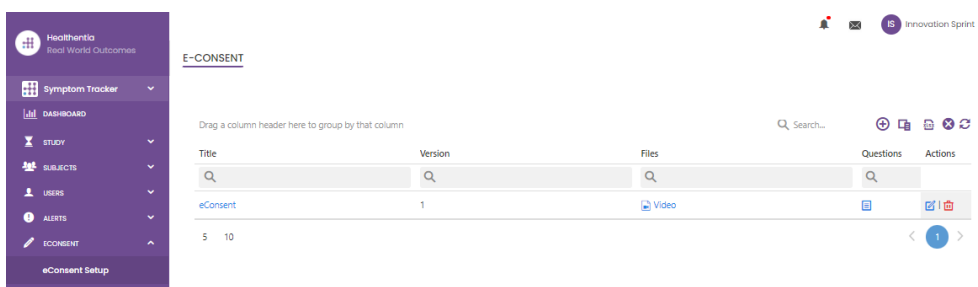 Healthentia
Real World Outcomes
IS Innovation Sprint
E-CONSENT
Symptom Tracker
DASHBOARD
STUDY
SUBJECTS
USERS
ALERTS
ECONSENT
eConsent Setup
Drag a column header here to group by that column
Search...
Title Version Files Questions Actions
eConsent 1 Video
5 10
1